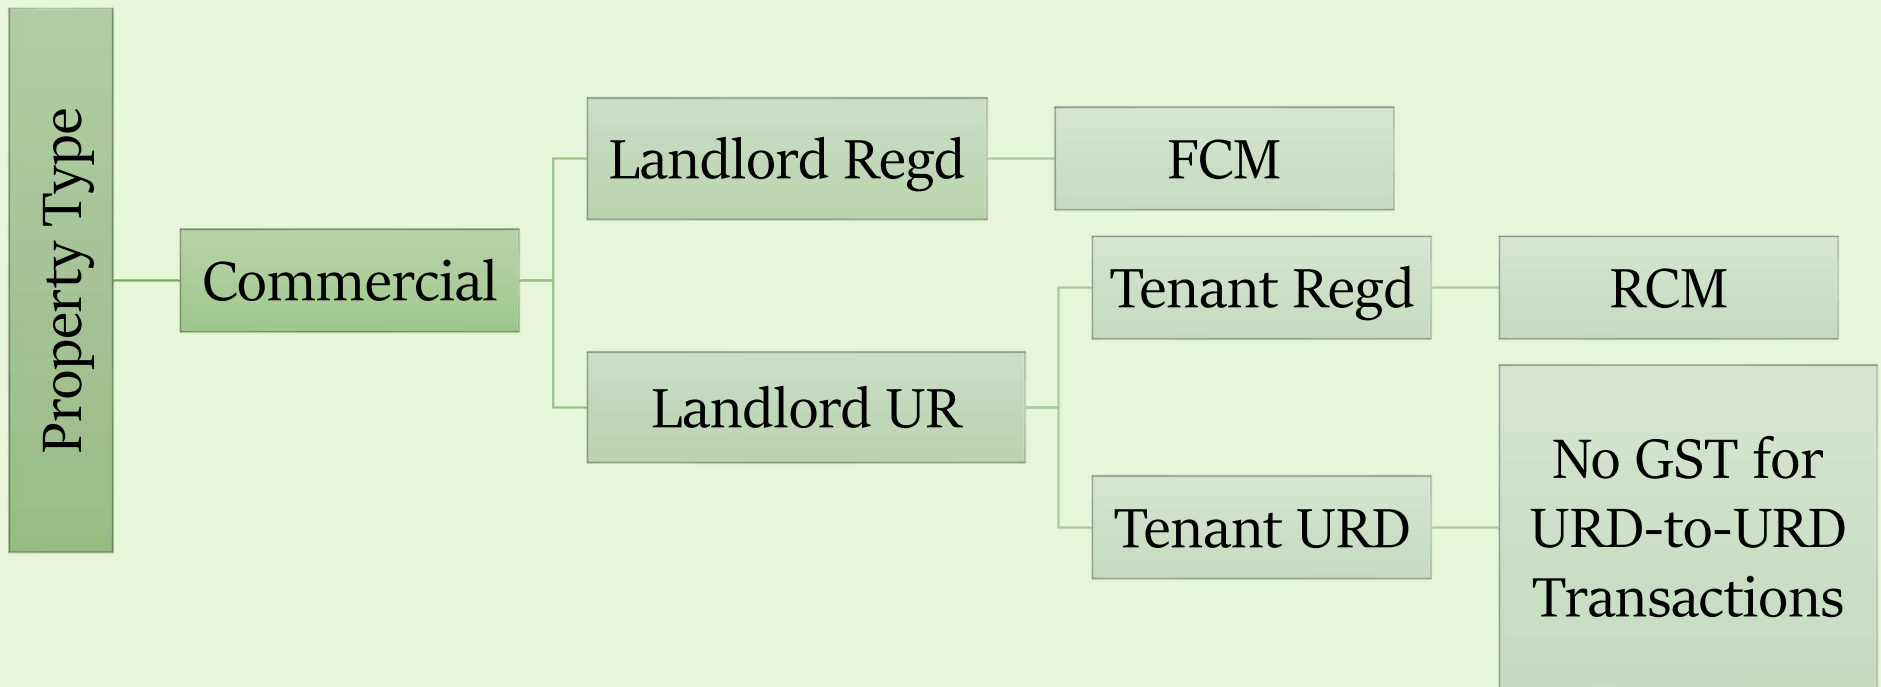 Property Type
Commercial
Landlord Regd
FCM
Landlord UR
Tenant Regd
RCM
Tenant URD
No GST for
URD-to-URD
Transactions